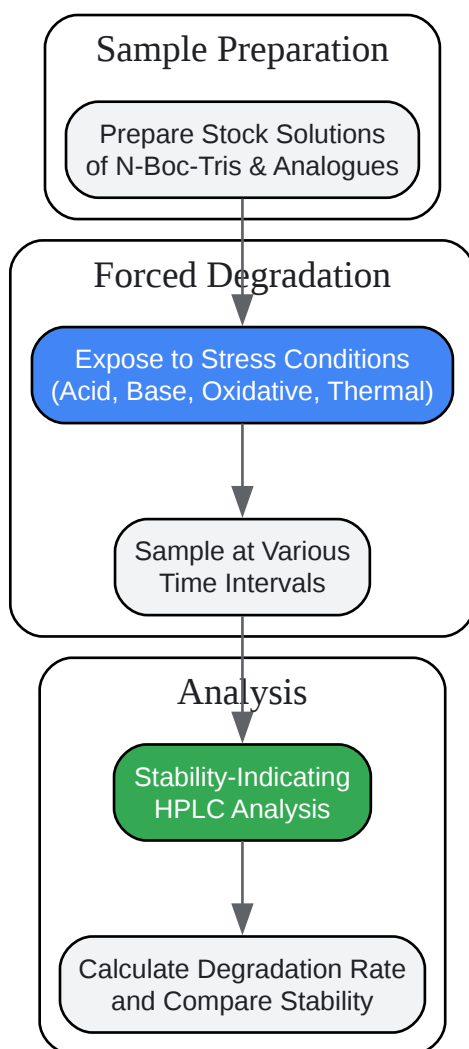 Sample Preparation
Prepare Stock Solutions
of N-Boc-Tris & Analogues
Forced Degradation
Expose to Stress Conditions
(Acid, Base, Oxidative, Thermal)
Sample at Various
Time Intervals
Analysis
Stability-Indicating
HPLC Analysis
Calculate Degradation Rate
and Compare Stability